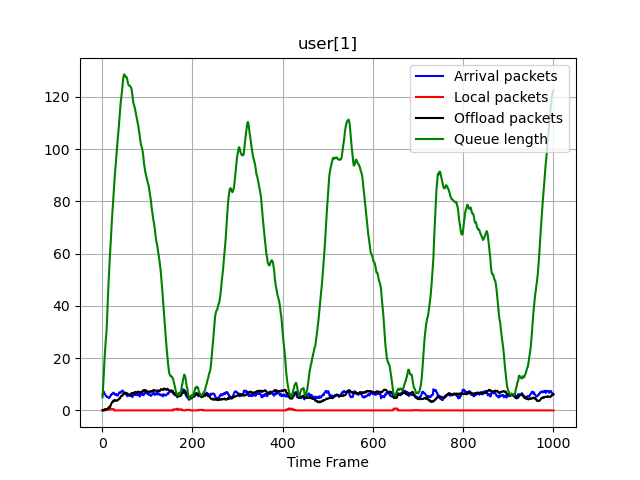 user[1]
Arrival packets
Local packets
Offload packets
Queue length
120
100
80
60
40
20
0
0 200 400 600 800 1000
Time Frame